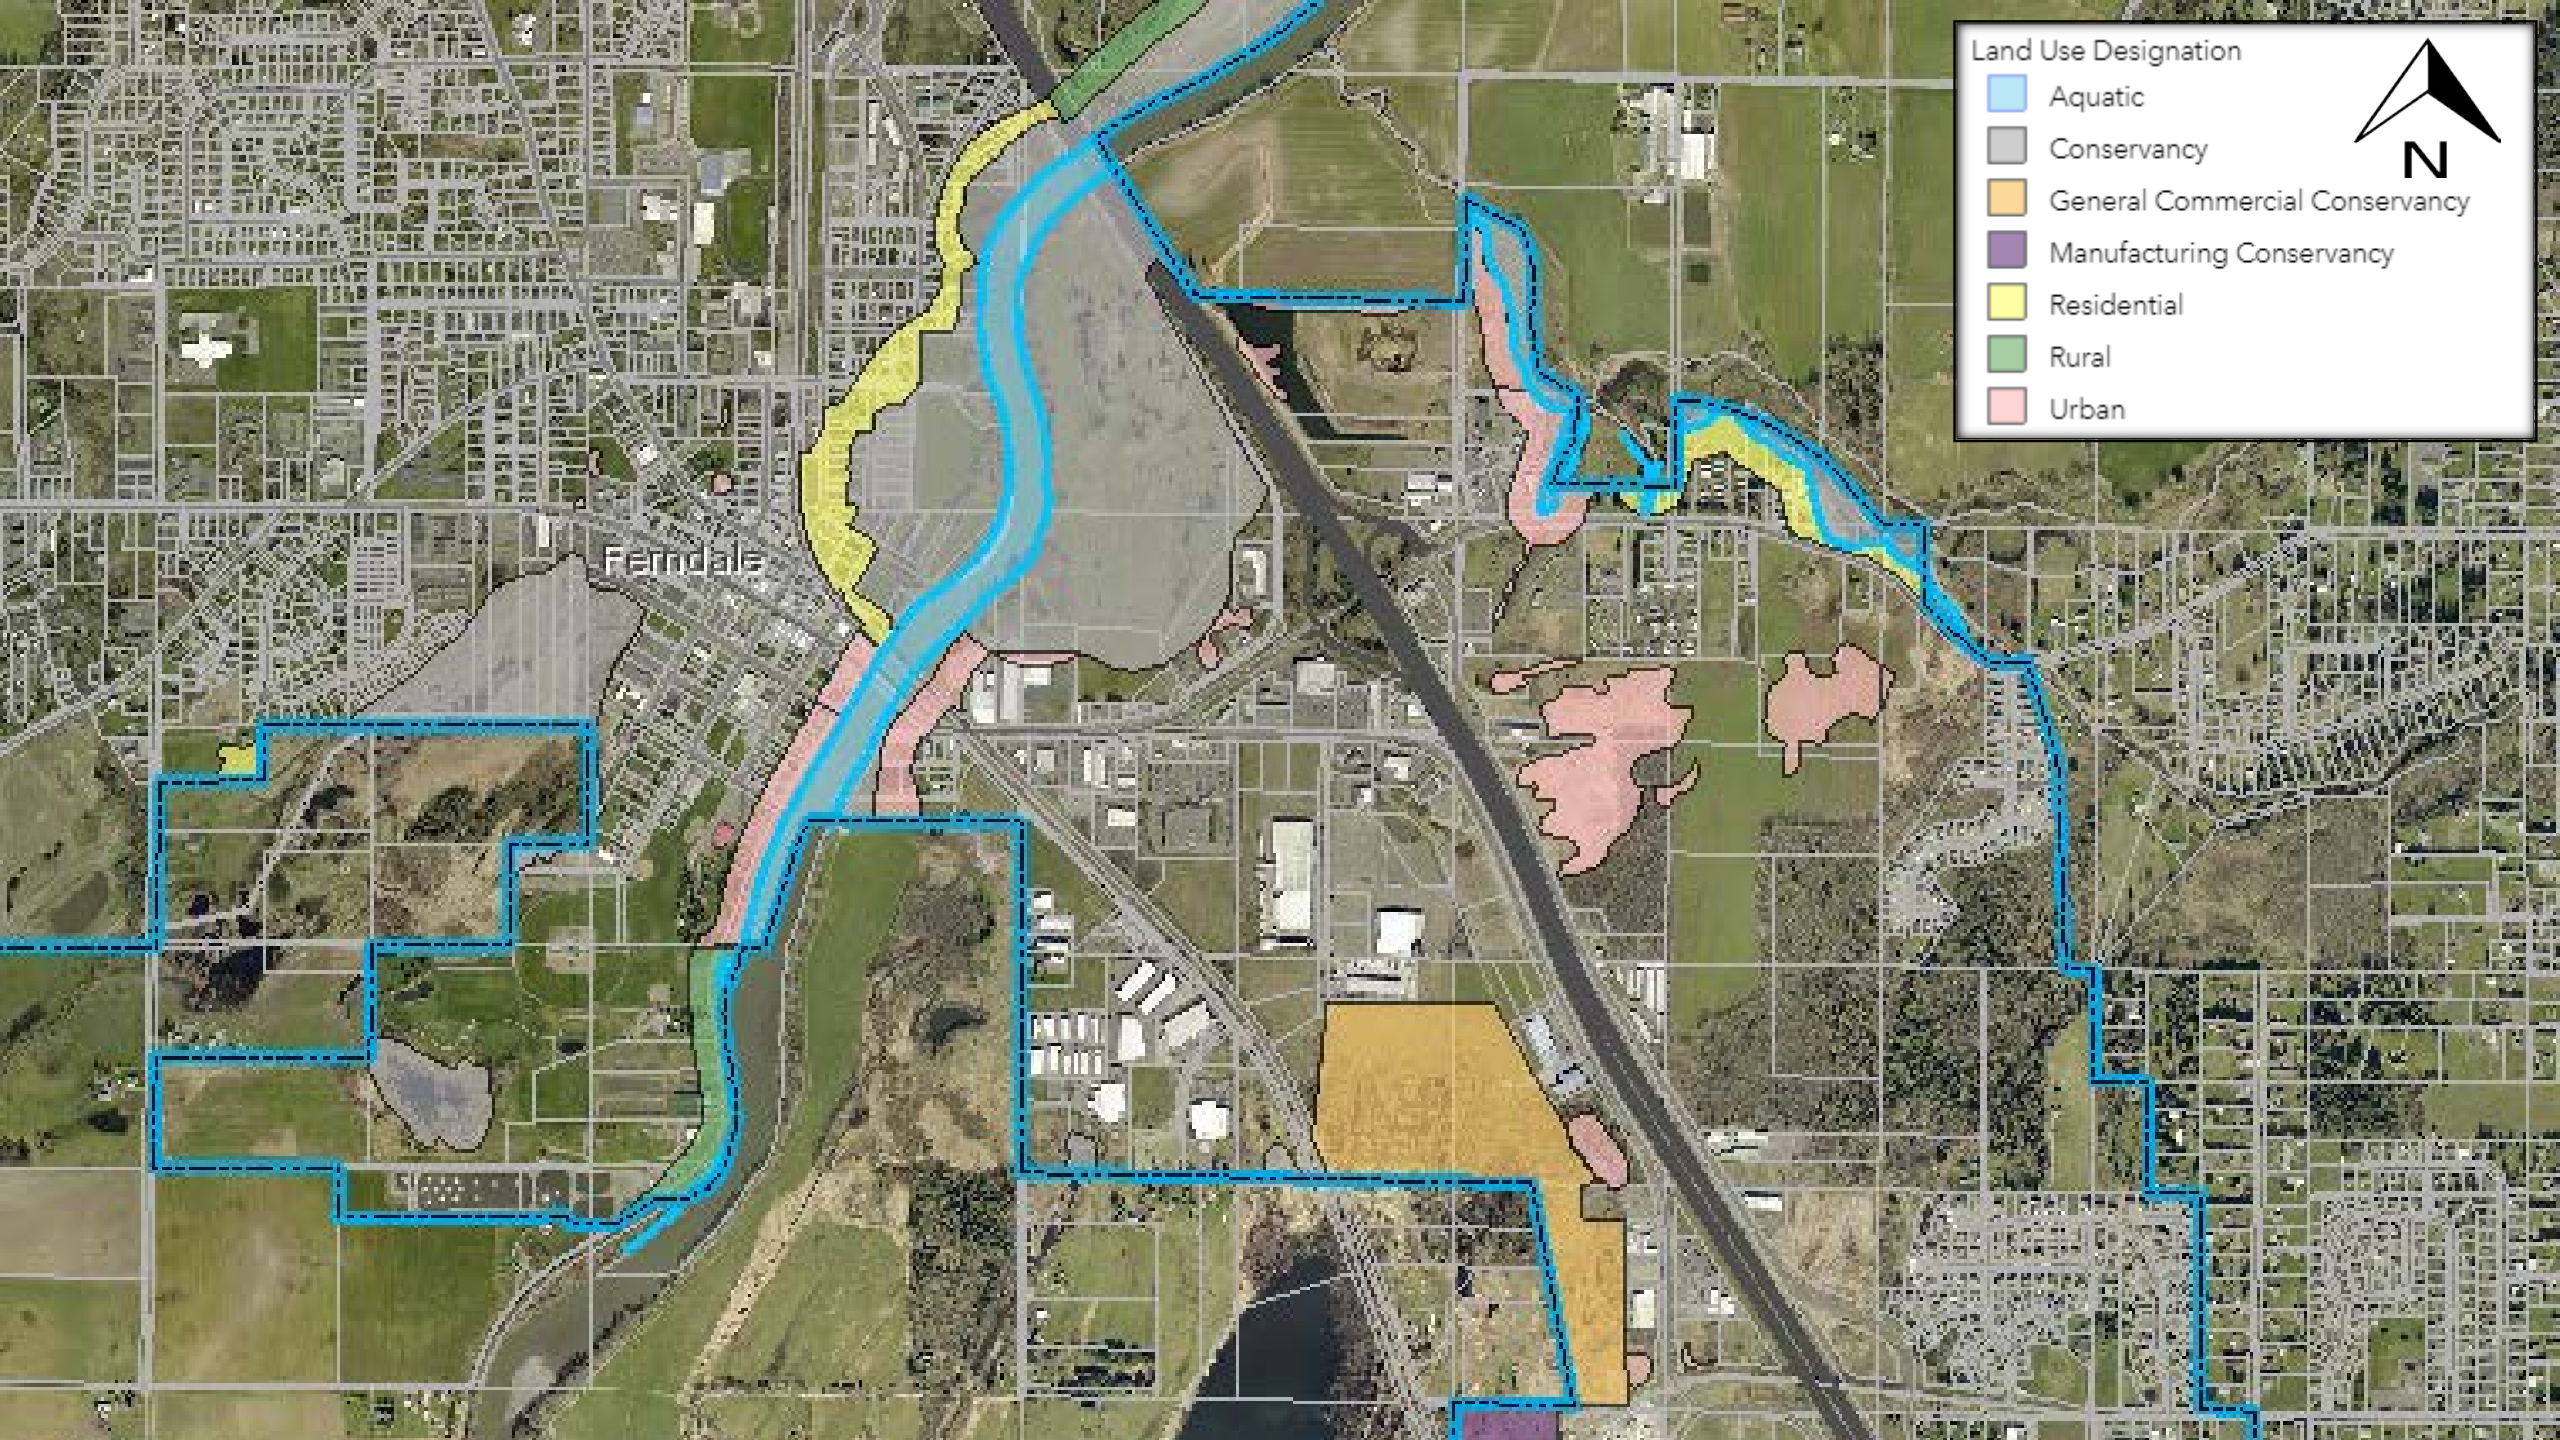 Land Use Designation
Aquatic
Conservancy
N
General Commercial Conservancy
Manufacturing Conservancy
Residential
Rural
Urban
Ferndale